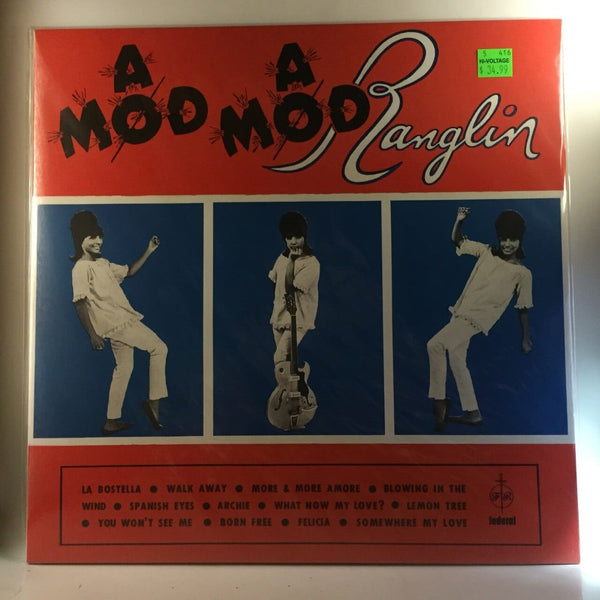 A MOD A MOD Ranglin
5 416
HI-VOLTAGE
$ 34.99
LA BOSTELLA • WALK AWAY • MORE & MORE AMORE • BLOWING IN THE
WIND • SPANISH EYES • ARCHIE • WHAT NOW MY LOVE? • LEMON TREE
• YOU WON'T SEE ME • BORN FREE • FELICIA • SOMEWHERE MY LOVE
federal